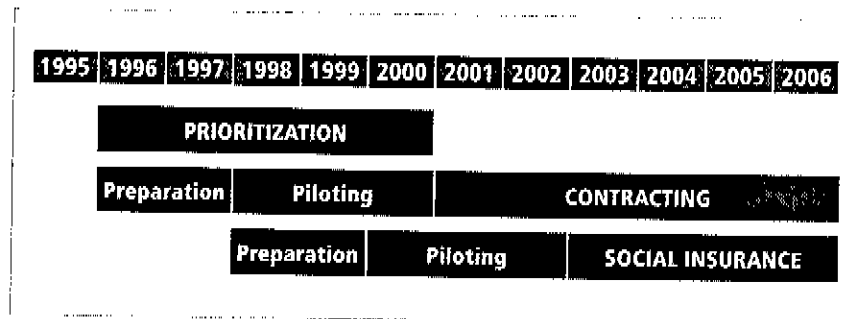 1995 1996 1997 1998 1999 2000 2001 2002 2003 2004 2005 2006
PRIORITIZATION
Preparation Piloting CONTRACTING
Preparation Piloting SOCIAL INSURANCE